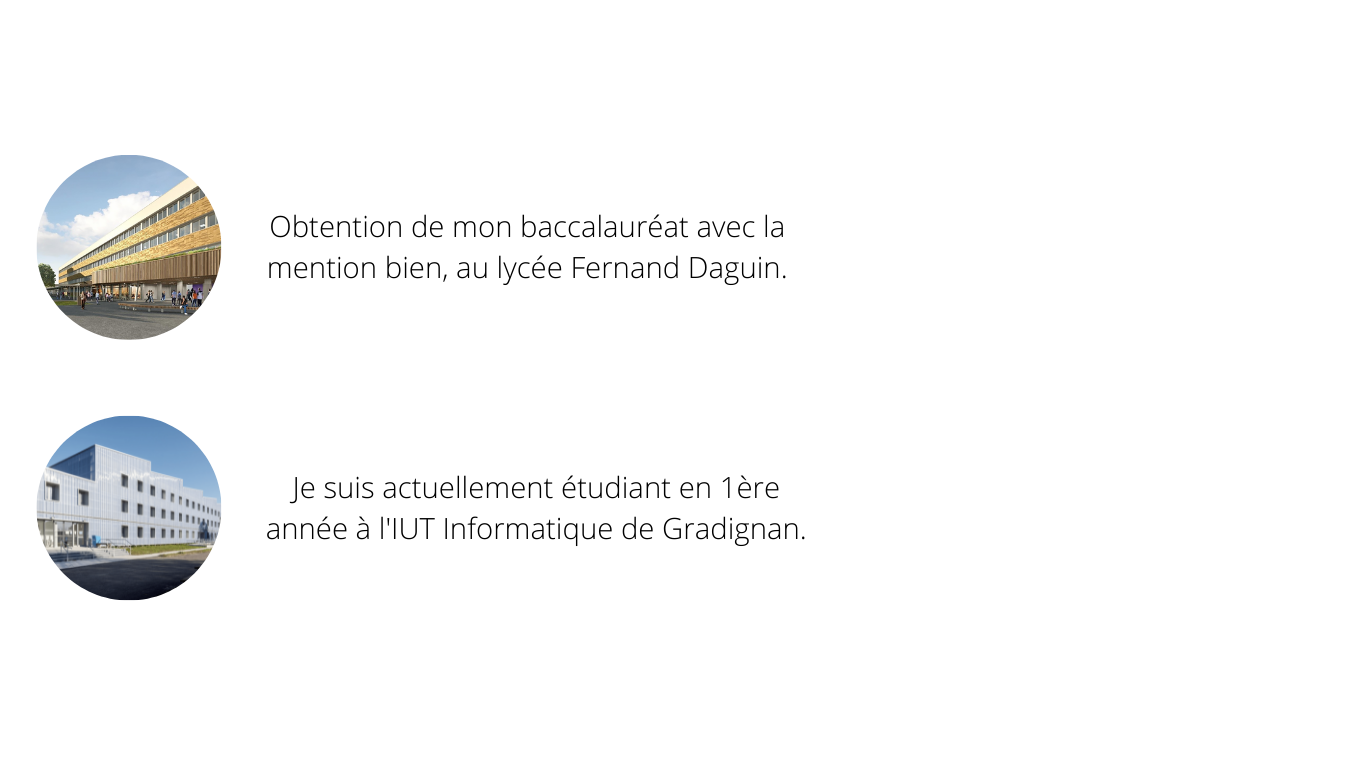 Obtention de mon baccalauréat avec la
mention bien, au lycée Fernand Daguin.
Je suis actuellement étudiant en 1ère
année à l'IUT Informatique de Gradignan.